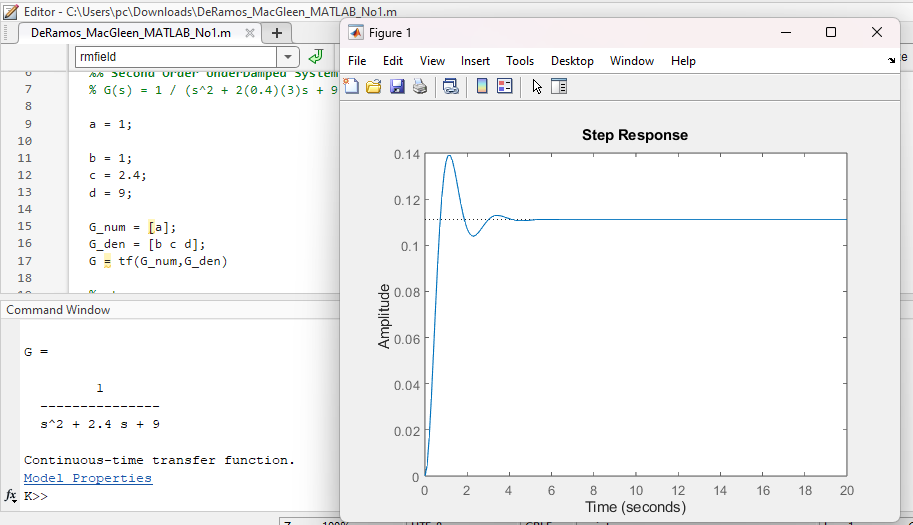 Editor - C:\Users\pc\Downloads\DeRamos_MacGleen_MATLAB_No1.m
DeRamos_MacGleen_MATLAB_No1.m × +
rmfield
6 %% Second Order UnderDamped System
7 % G(s) = 1 / (s^2 + 2(0.4)(3)s + 9
8
9 a = 1;
10
11 b = 1;
12 c = 2.4;
13 d = 9;
14
15 G_num = [a];
16 G_den = [b c d];
17 G = tf(G_num,G_den)
18
Command Window
G =
1
---------------
s^2 + 2.4 s + 9
Continuous-time transfer function.
Model Properties
fx K>>
Figure 1
File Edit View Insert Tools Desktop Window Help
Step Response
Amplitude
0.14
0.12
0.1
0.08
0.06
0.04
0.02
0
0 2 4 6 8 10 12 14 16 18 20
Time (seconds)